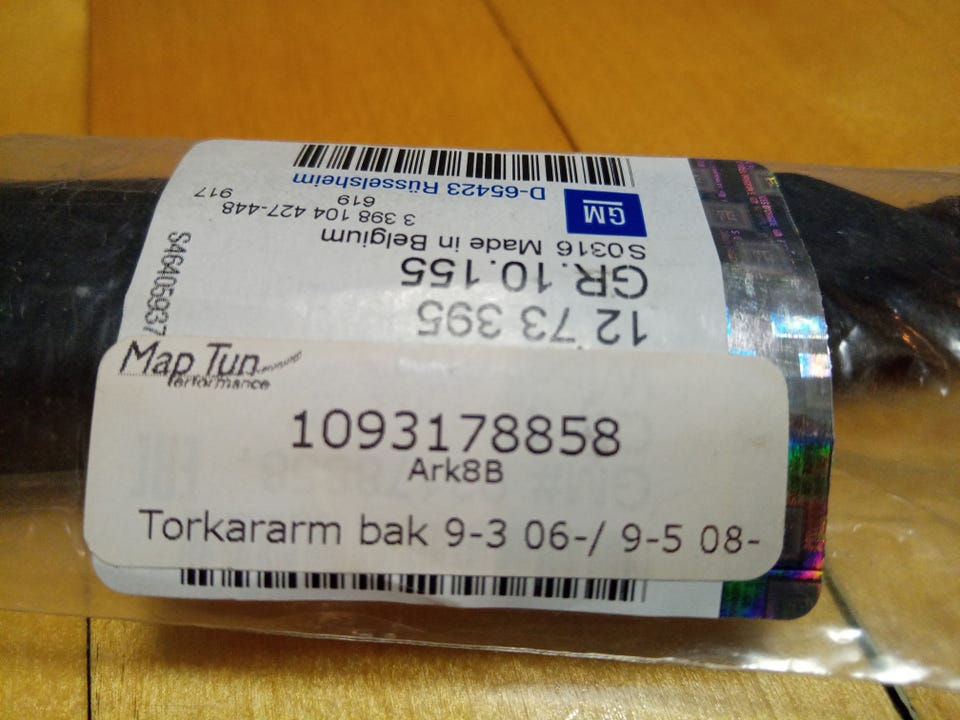 Map Tun
Performance
1093178858
Ark8B
Torkararm bak 9-3 06-/ 9-5 08-
12 73 395
GR.10.155
S0316 Made in Belgium
3 398 104 427-448
619
917
GM
D-65423 Rüsselsheim
S46405937